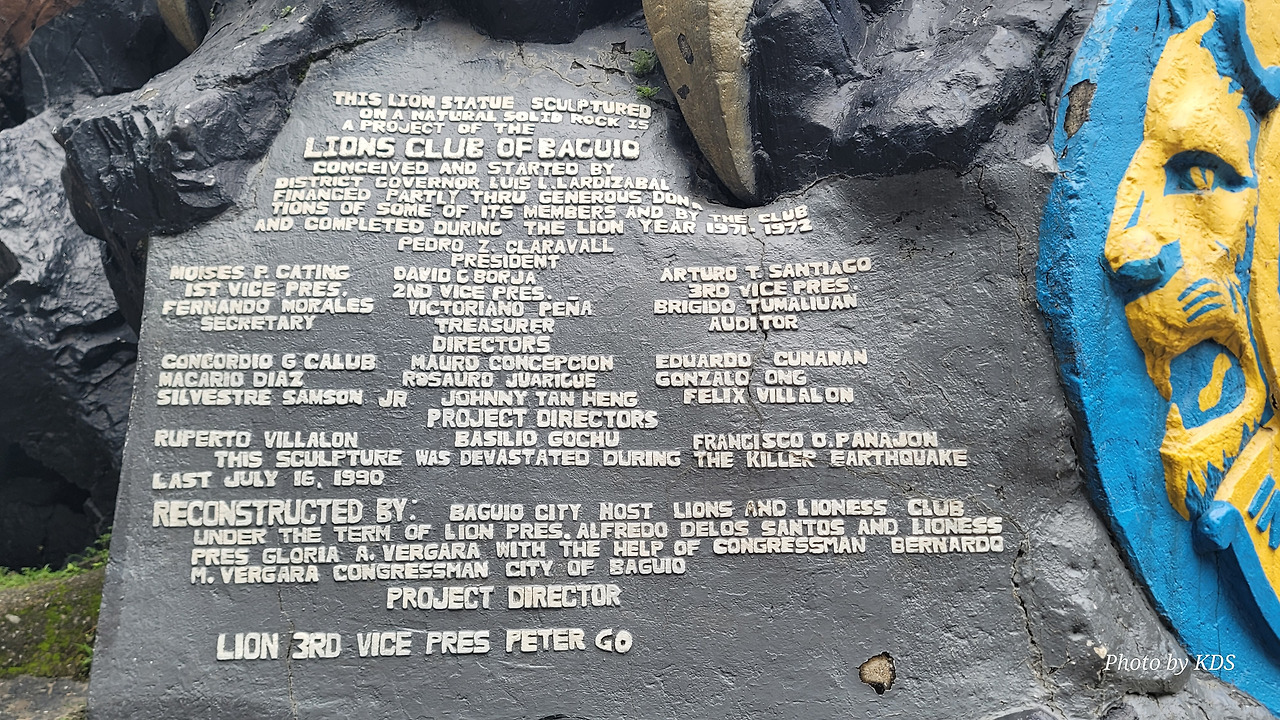 THIS LION STATUE SCULPTURED
ON A NATURAL SOLID ROCK IS
A PROJECT OF THE
LIONS CLUB OF BAGUIO
CONCEIVED AND STARTED BY
DISTRICT GOVERNOR LUIS L. LARDIZABAL
FINANCED PARTLY THRU GENEROUS DONA
TIONS OF SOME OF ITS MEMBERS AND BY THE CLUB
AND COMPLETED DURING THE LION YEAR 1971-1972
PEDRO Z. CLARAVALL
PRESIDENT
MOISES P. CATING DAVID G BORJA ARTURO T. SANTIAGO
1ST VICE PRES. 2ND VICE PRES. 3RD VICE PRES.
FERNANDO MORALES VICTORIANO PEÑA BRIGIDO TUMALIUAN
SECRETARY TREASURER AUDITOR
DIRECTORS
CONCORDIO G CALUB MAURO CONCEPCION EDUARDO CUNANAN
MACARIO DIAZ ROSAURO JUARIGUE GONZALO ONG
SILVESTRE SAMSON JR JOHNNY TAN HENG FELIX VILLALON
PROJECT DIRECTORS
RUPERTO VILLALON BASILIO GOCHU FRANCISCO O. PANAJON
THIS SCULPTURE WAS DEVASTATED DURING THE KILLER EARTHQUAKE
LAST JULY 16, 1990
RECONSTRUCTED BY: BAGUIO CITY HOST LIONS AND LIONESS CLUB
UNDER THE TERM OF LION PRES. ALFREDO DELOS SANTOS AND LIONESS
PRES GLORIA A. VERGARA WITH THE HELP OF CONGRESSMAN BERNARDO
M. VERGARA CONGRESSMAN CITY OF BAGUIO
PROJECT DIRECTOR
LION 3RD VICE PRES PETER GO
Photo by KDS